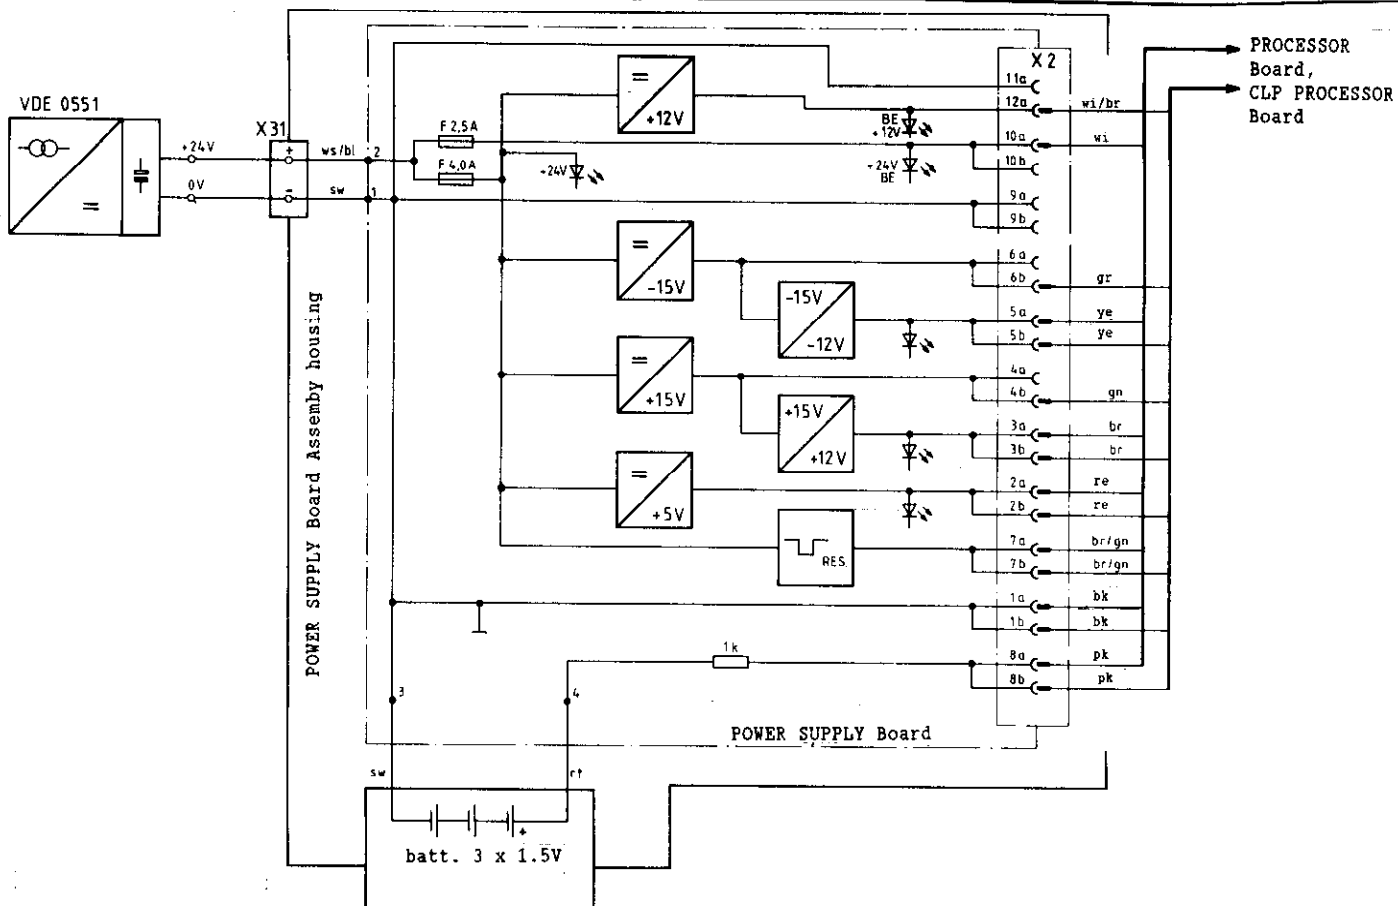 PROCESSOR
Board,
CLP PROCESSOR
Board
X2
VDE 0551
X31
+24V
0V
+
-
ws/bl
2
sw
1
F 2,5A
F 4,0A
+24V
=
+12V
BE
+12V
-24V
BE
11a
12a
wi/br
10a
wi
10b
9a
9b
=
-15V
6a
6b
gr
-15V
-12V
5a
ye
5b
ye
=
+15V
4a
4b
gn
+15V
+12V
3a
br
3b
br
=
+5V
2a
re
2b
re
RES.
7a
br/gn
7b
br/gn
1a
bk
1b
bk
1k
8a
pk
8b
pk
3
4
POWER SUPPLY Board Assemby housing
POWER SUPPLY Board
sw
rt
+
batt. 3 x 1.5V